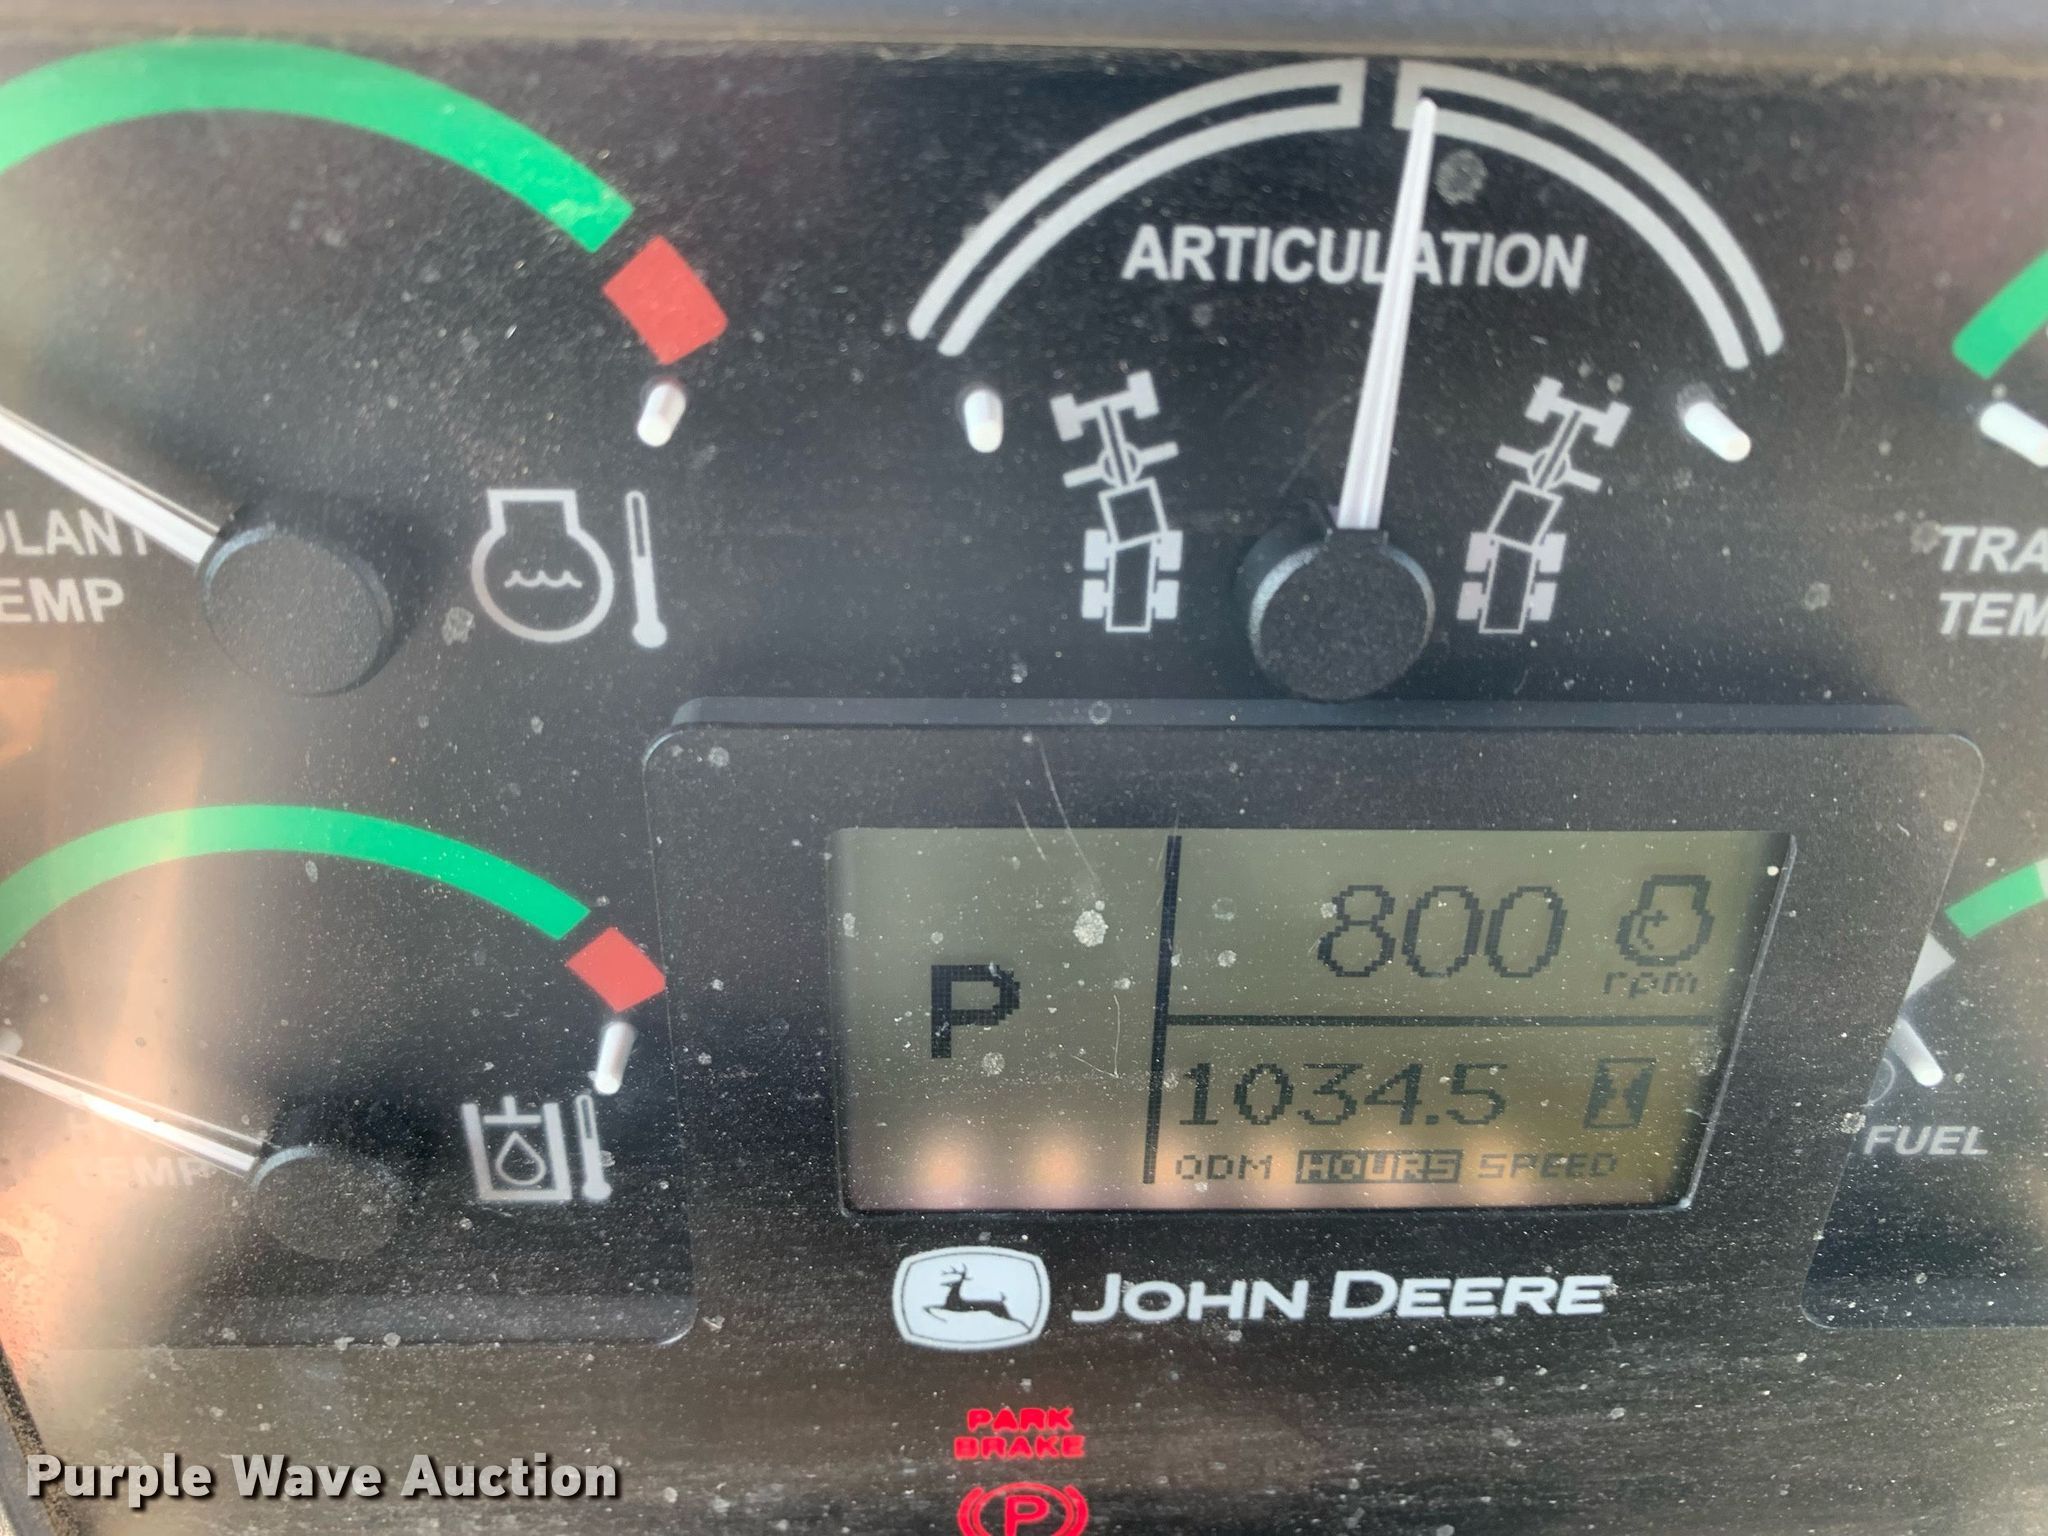 ARTICULATION
OLANT
EMP
TRA
TEM
800
rpm
P
1034.5
ODM HOURS SPEED
TEMP
FUEL
JOHN DEERE
PARK
BRAKE
P
Purple Wave Auction